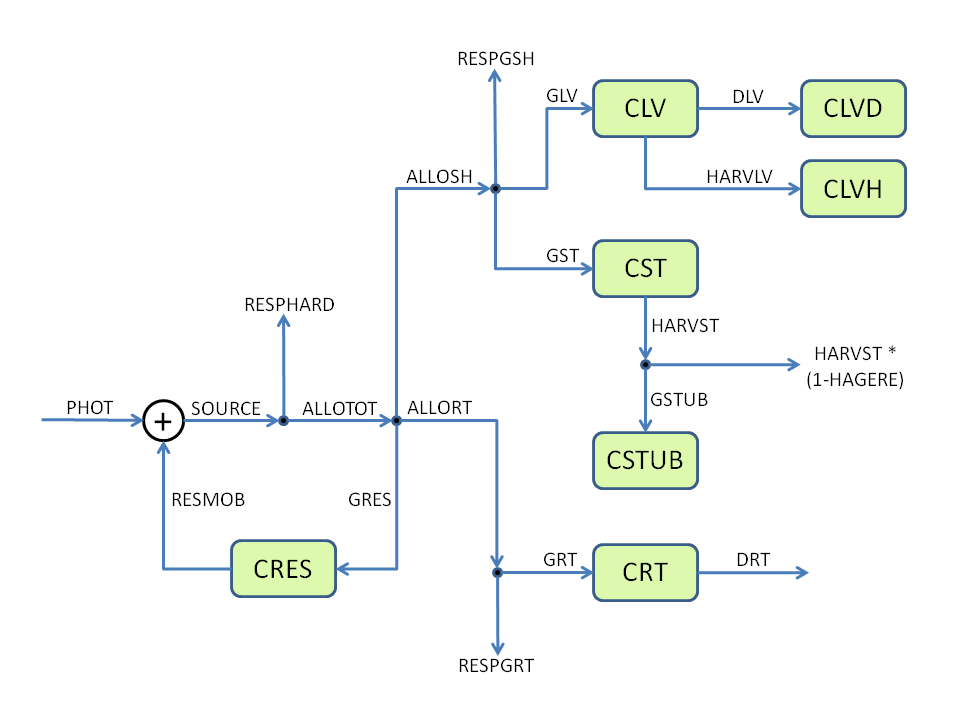 RESPGSH
GLV
CLV
DLV
CLVD
ALLOSH
HARVLV
CLVH
GST
CST
RESPHARD
HARVST
HARVST *
(1-HAGERE)
PHOT
+
SOURCE
ALLOTOT
ALLORT
GSTUB
CSTUB
RESMOB
GRES
CRES
GRT
CRT
DRT
RESPGRT